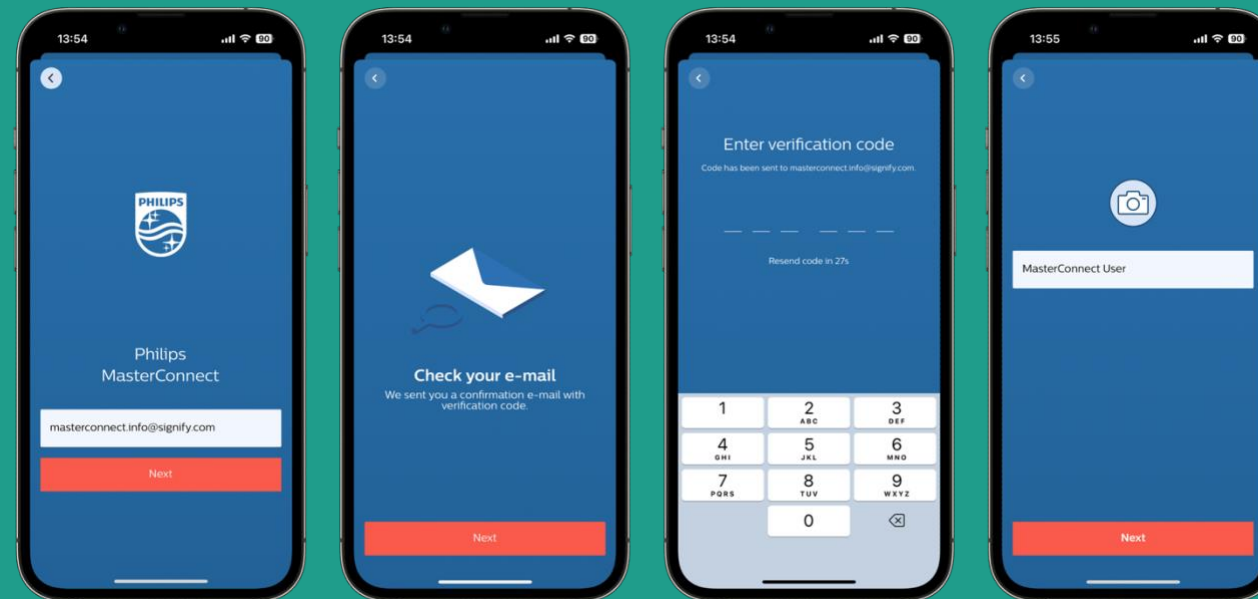 13:54
90
PHILIPS
Philips
MasterConnect
masterconnect.info@signify.com
Next
13:54
90
Check your e-mail
We sent you a confirmation e-mail with
verification code.
Next
13:54
90
Enter verification code
Code has been sent to masterconnect.info@signify.com.
Resend code in 27s
1
2
ABC
3
DEF
4
GHI
5
JKL
6
MNO
7
PQRS
8
TUV
9
WXYZ
0
13:55
90
MasterConnect User
Next